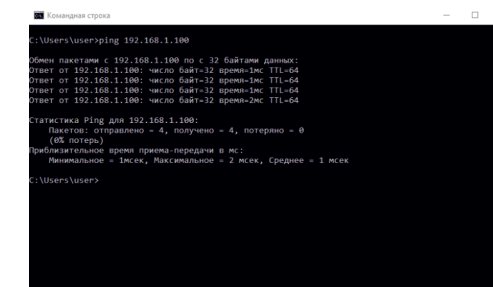 Командная строка
C:\Users\user>ping 192.168.1.100
Обмен пакетами с 192.168.1.100 по с 32 байтами данных:
Ответ от 192.168.1.100: число байт=32 время=1мс TTL=64
Ответ от 192.168.1.100: число байт=32 время=1мс TTL=64
Ответ от 192.168.1.100: число байт=32 время=1мс TTL=64
Ответ от 192.168.1.100: число байт=32 время=2мс TTL=64
Статистика Ping для 192.168.1.100:
Пакетов: отправлено = 4, получено = 4, потеряно = 0
(0% потерь)
Приблизительное время приема-передачи в мс:
Минимальное = 1мсек, Максимальное = 2 мсек, Среднее = 1 мсек
C:\Users\user>